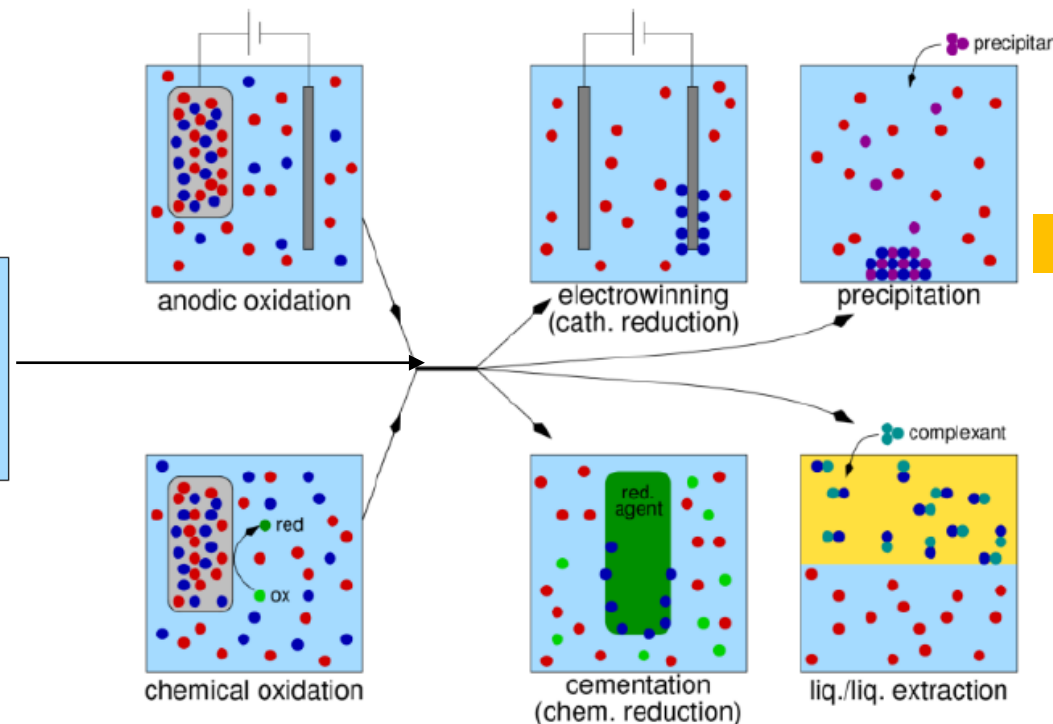 precipitar
anodic oxidation
electrowinning
(cath. reduction)
precipitation
complexant
red.
agent
red
ox
chemical oxidation
cementation
(chem. reduction)
liq./liq. extraction